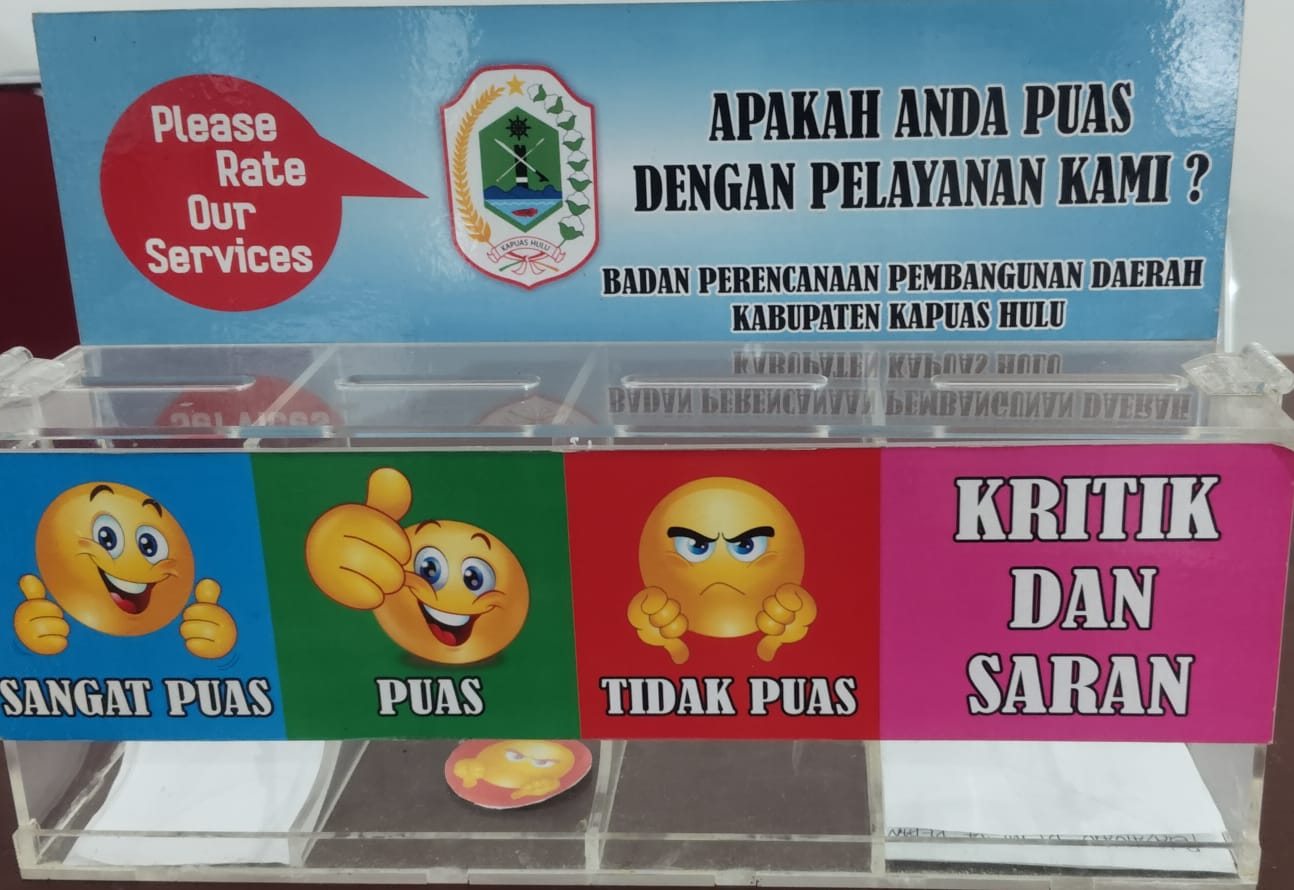 Please
Rate
Our
Services
KAPUAS HULU
APAKAH ANDA PUAS
DENGAN PELAYANAN KAMI ?
BADAN PERENCANAAN PEMBANGUNAN DAERAH
KABUPATEN KAPUAS HULU
SANGAT PUAS
PUAS
TIDAK PUAS
KRITIK
DAN
SARAN